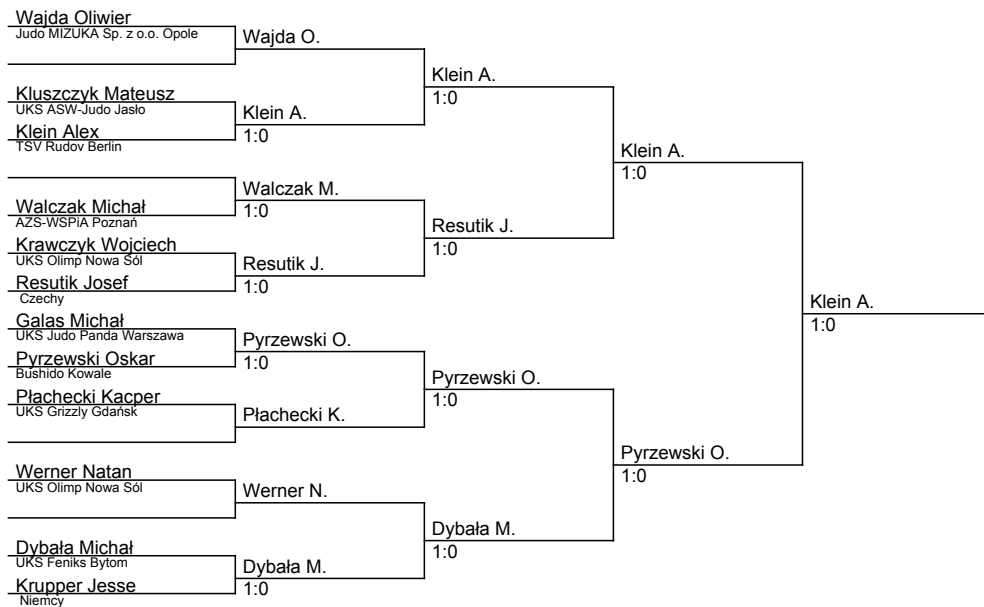 Wajda Oliwier
Judo MIZUKA Sp. z o.o. Opole
Wajda O.
Klein A.
1:0
Kluszczyk Mateusz
UKS ASW-Judo Jasło
Klein A.
1:0
Klein Alex
TSV Rudov Berlin
Klein A.
1:0
Walczak M.
1:0
Walczak Michał
AZS-WSPiA Poznań
Resutik J.
1:0
Krawczyk Wojciech
UKS Olimp Nowa Sól
Resutik J.
1:0
Resutik Josef
Czechy
Klein A.
1:0
Galas Michał
UKS Judo Panda Warszawa
Pyrzewski O.
1:0
Pyrzewski Oskar
Bushido Kowale
Pyrzewski O.
1:0
Płachecki Kacper
UKS Grizzly Gdańsk
Płachecki K.
Pyrzewski O.
1:0
Werner Natan
UKS Olimp Nowa Sól
Werner N.
Dybała M.
1:0
Dybała Michał
UKS Feniks Bytom
Dybała M.
1:0
Krupper Jesse
Niemcy